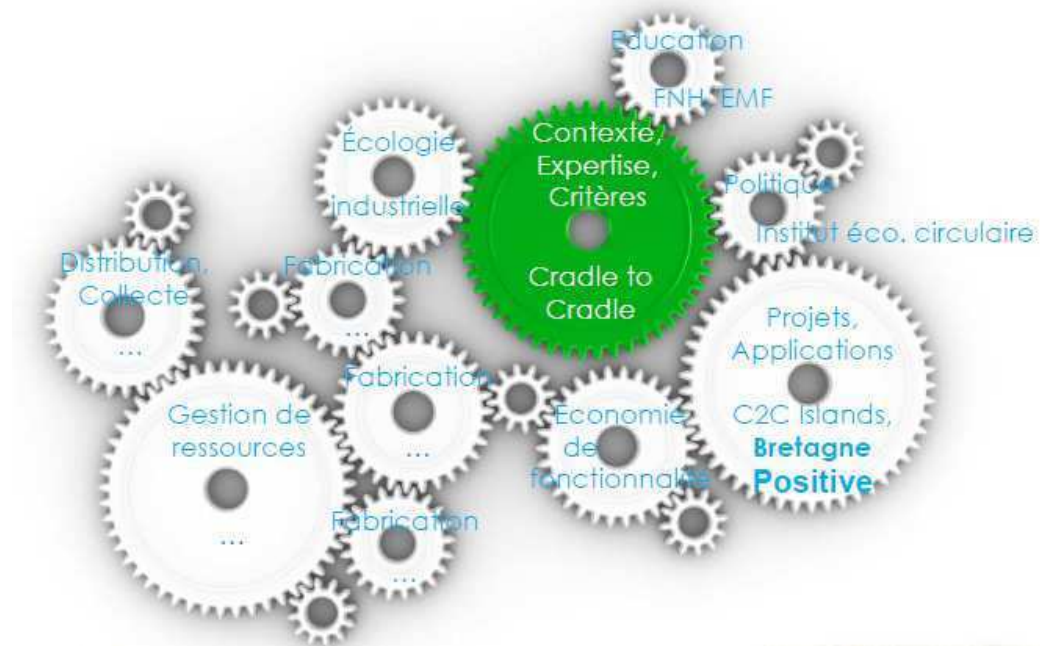 Education
FNH, EMF
Contexte,
Expertise,
Critères
Cradle to
Cradle
Écologie
industrielle
Politique
Institut éco. circulaire
Distribution,
Collecte
...
Fabrication
...
Projets,
Applications
C2C Islands,
Bretagne
Positive
Fabrication
...
Gestion de
ressources
...
Economie
de
fonctionnalité
Fabrication
...